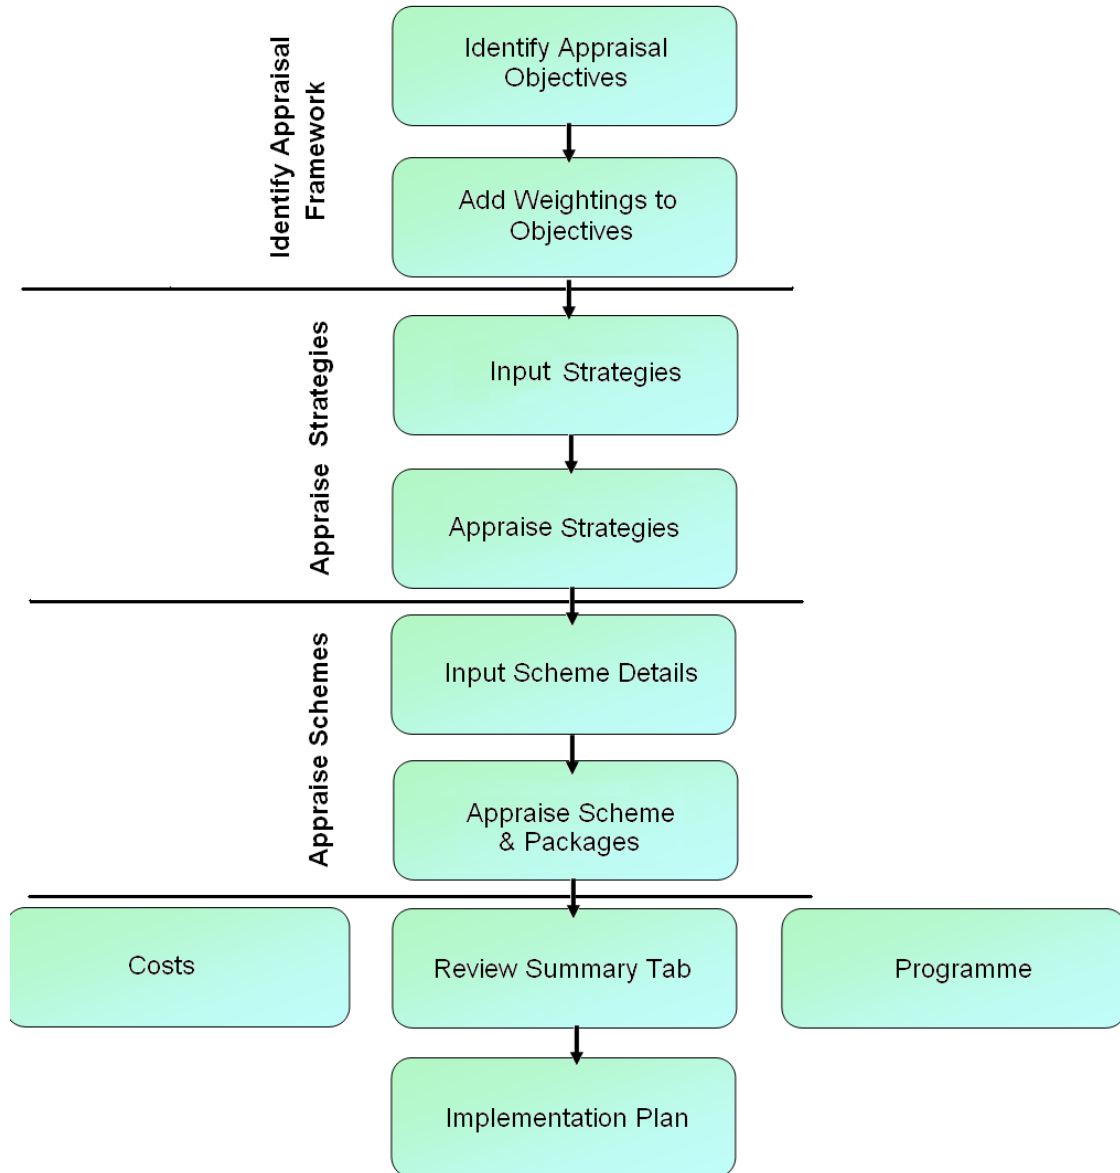 Identify Appraisal
Framework
Identify Appraisal
Objectives
Add Weightings to
Objectives
Appraise Strategies
Input Strategies
Appraise Strategies
Appraise Schemes
Input Scheme Details
Appraise Scheme
& Packages
Costs
Review Summary Tab
Programme
Implementation Plan